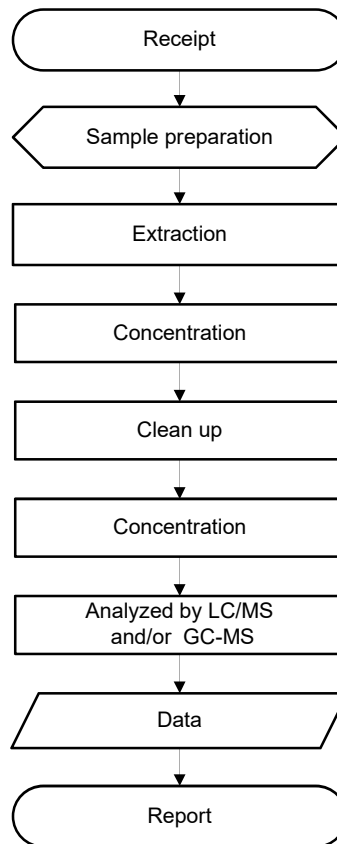 Receipt
Sample preparation
Extraction
Concentration
Clean up
Concentration
Analyzed by LC/MS
and/or GC-MS
Data
Report